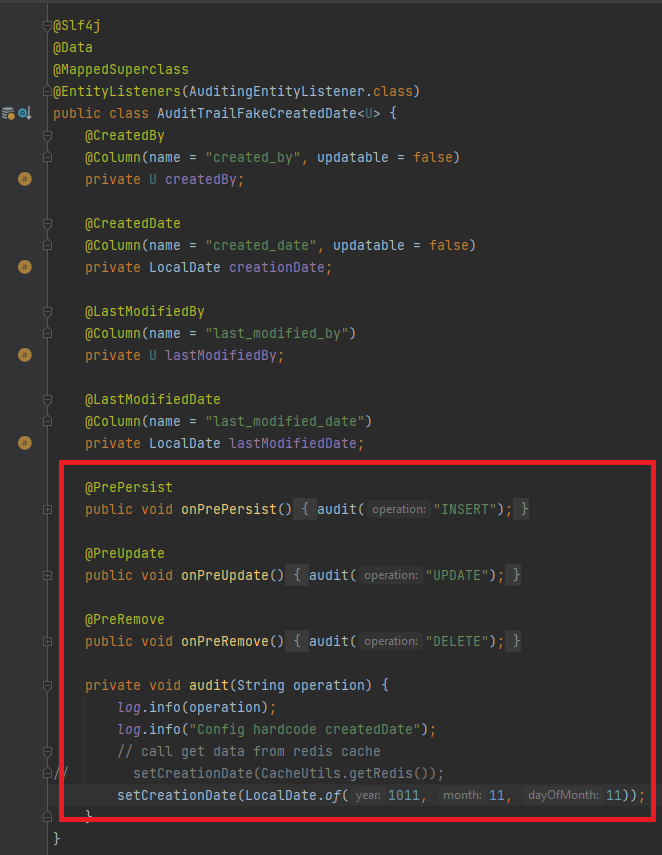 @Slf4j
@Data
@MappedSuperclass
@EntityListeners(AuditingEntityListener.class)
public class AuditTrailFakeCreatedDate<U> {
@CreatedBy
@Column(name = "created_by", updatable = false)
private U createdBy;
@CreatedDate
@Column(name = "created_date", updatable = false)
private LocalDate creationDate;
@LastModifiedBy
@Column(name = "last_modified_by")
private U lastModifiedBy;
@LastModifiedDate
@Column(name = "last_modified_date")
private LocalDate lastModifiedDate;
@PrePersist
public void onPrePersist() { audit( operation: "INSERT"); }
@PreUpdate
public void onPreUpdate() { audit( operation: "UPDATE"); }
@PreRemove
public void onPreRemove() { audit( operation: "DELETE"); }
private void audit(String operation) {
log.info(operation);
log.info("Config hardcode createdDate");
// call get data from redis cache
// setCreationDate(CacheUtils.getRedis());
setCreationDate(LocalDate.of( year: 1011, month: 11, dayOfMonth: 11));
}
}